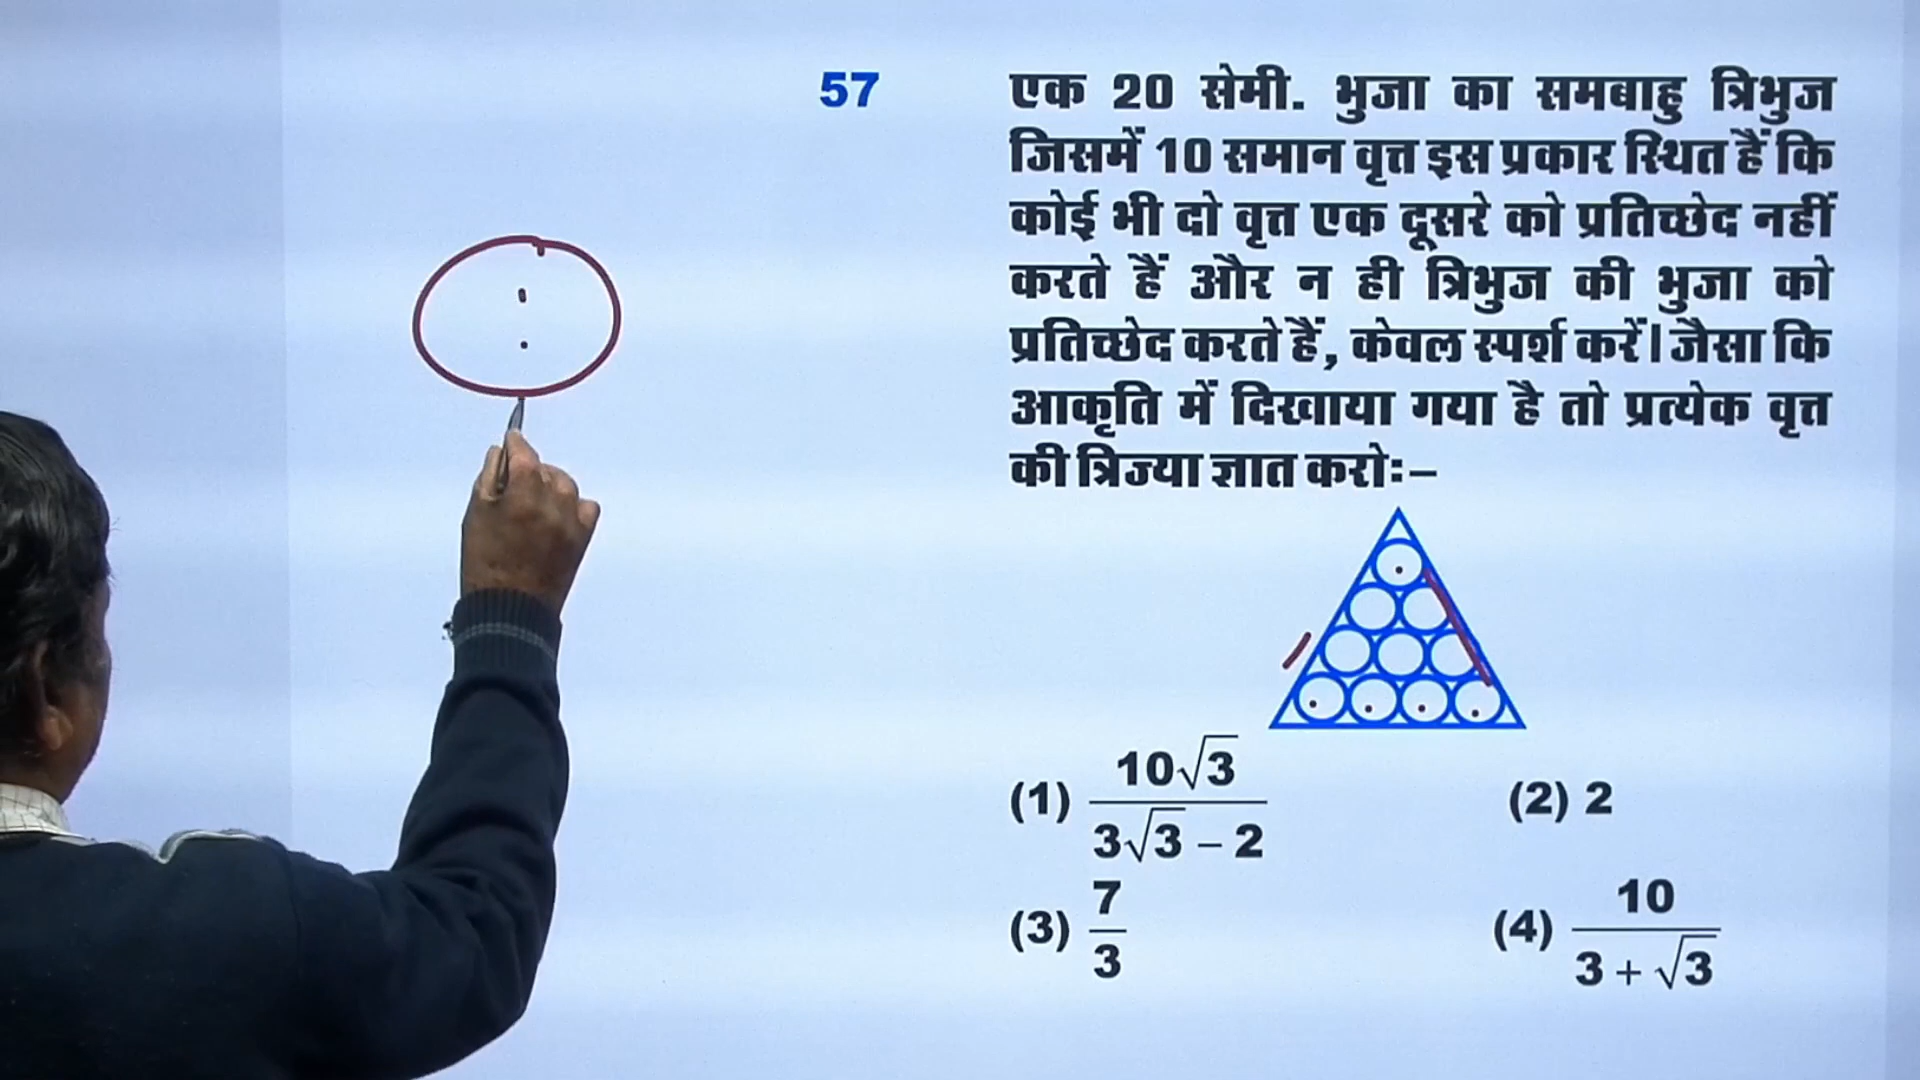 57
एक 20 सेमी. भुजा का समबाहु त्रिभुज
जिसमें 10 समान वृत्त इस प्रकार स्थित हैं कि
कोई भी दो वृत्त एक दूसरे को प्रतिच्छेद नहीं
करते हैं और न ही त्रिभुज की भुजा को
प्रतिच्छेद करते हैं, केवल स्पर्श करें। जैसा कि
आकृति में दिखाया गया है तो प्रत्येक वृत्त
की त्रिज्या ज्ञात करोः–
(1) 10√3 / (3√3 – 2)
(2) 2
(3) 7/3
(4) 10 / (3 + √3)